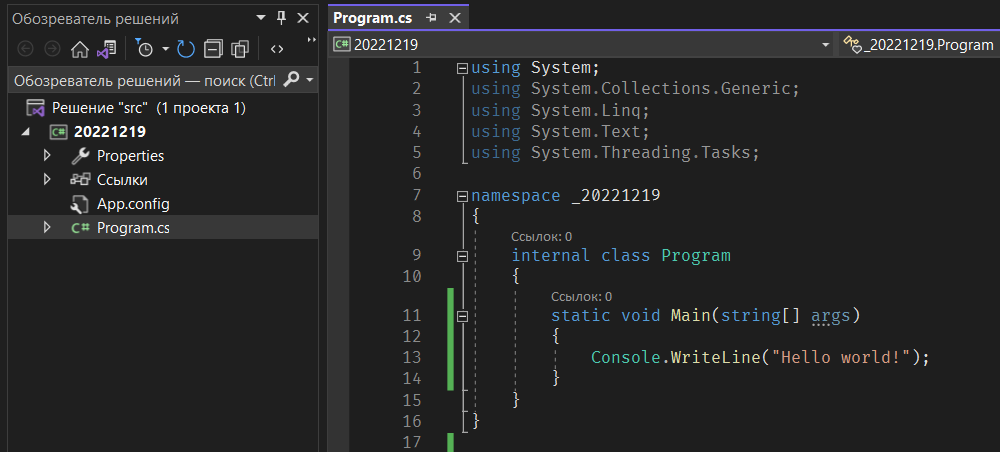 Обозреватель решений
Обозреватель решений — поиск (Ctrl
Решение "src" (1 проекта 1)
C# 20221219
Properties
Ссылки
App.config
C# Program.cs
Program.cs
C# 20221219
_20221219.Program
1 using System;
2 using System.Collections.Generic;
3 using System.Linq;
4 using System.Text;
5 using System.Threading.Tasks;
6
7 namespace _20221219
8 {
Ссылок: 0
9 internal class Program
10 {
Ссылок: 0
11 static void Main(string[] args)
12 {
13 Console.WriteLine("Hello world!");
14 }
15 }
16 }
17